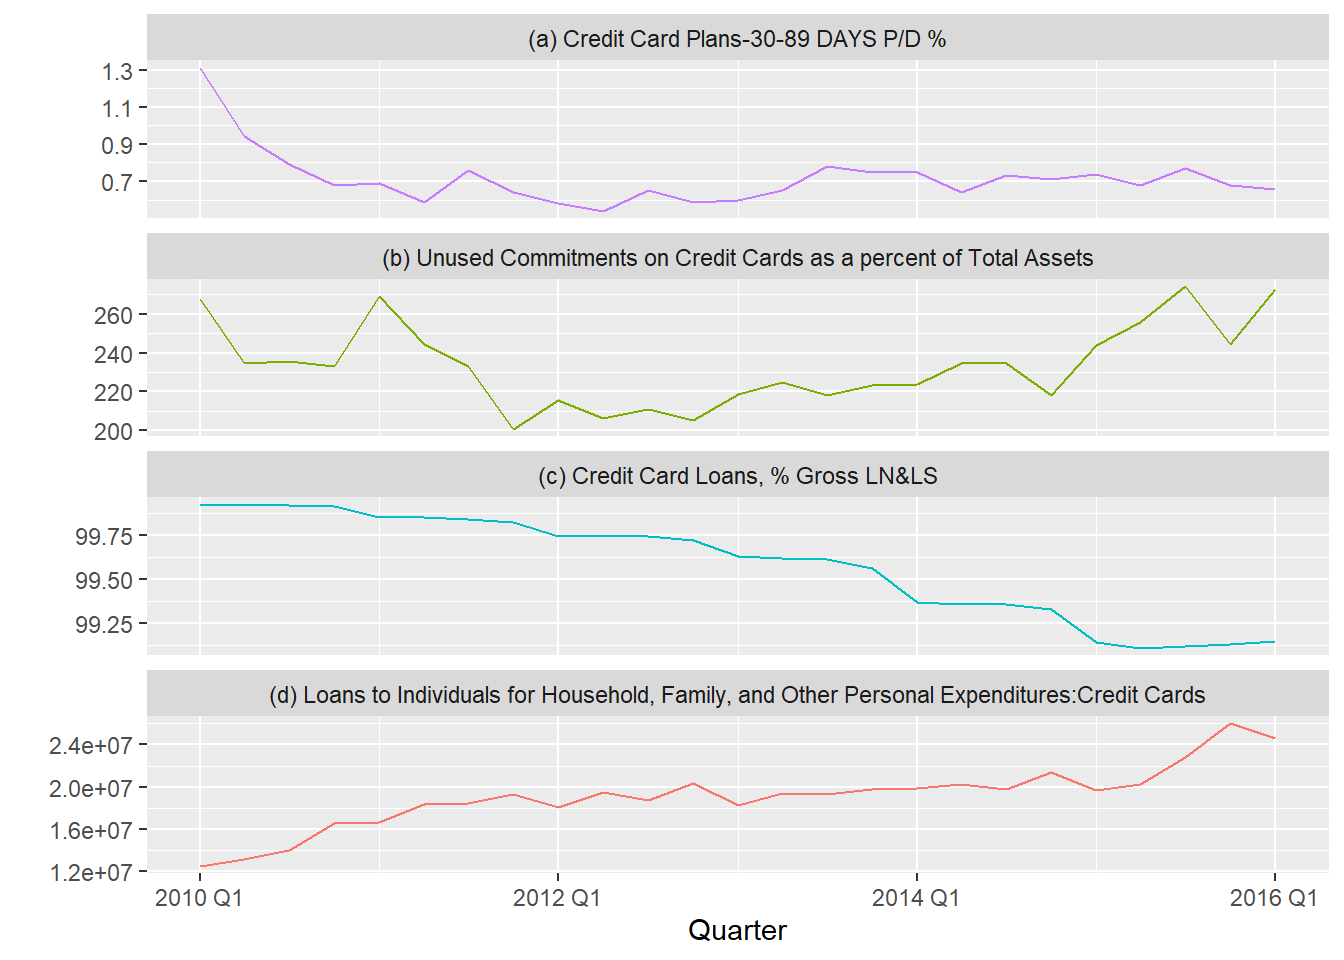 (a) Credit Card Plans-30-89 DAYS P/D %
1.3
1.1
0.9
0.7
(b) Unused Commitments on Credit Cards as a percent of Total Assets
260
240
220
200
(c) Credit Card Loans, % Gross LN&LS
99.75
99.50
99.25
(d) Loans to Individuals for Household, Family, and Other Personal Expenditures:Credit Cards
2.4e+07
2.0e+07
1.6e+07
1.2e+07
2010 Q1 2012 Q1 2014 Q1 2016 Q1
Quarter